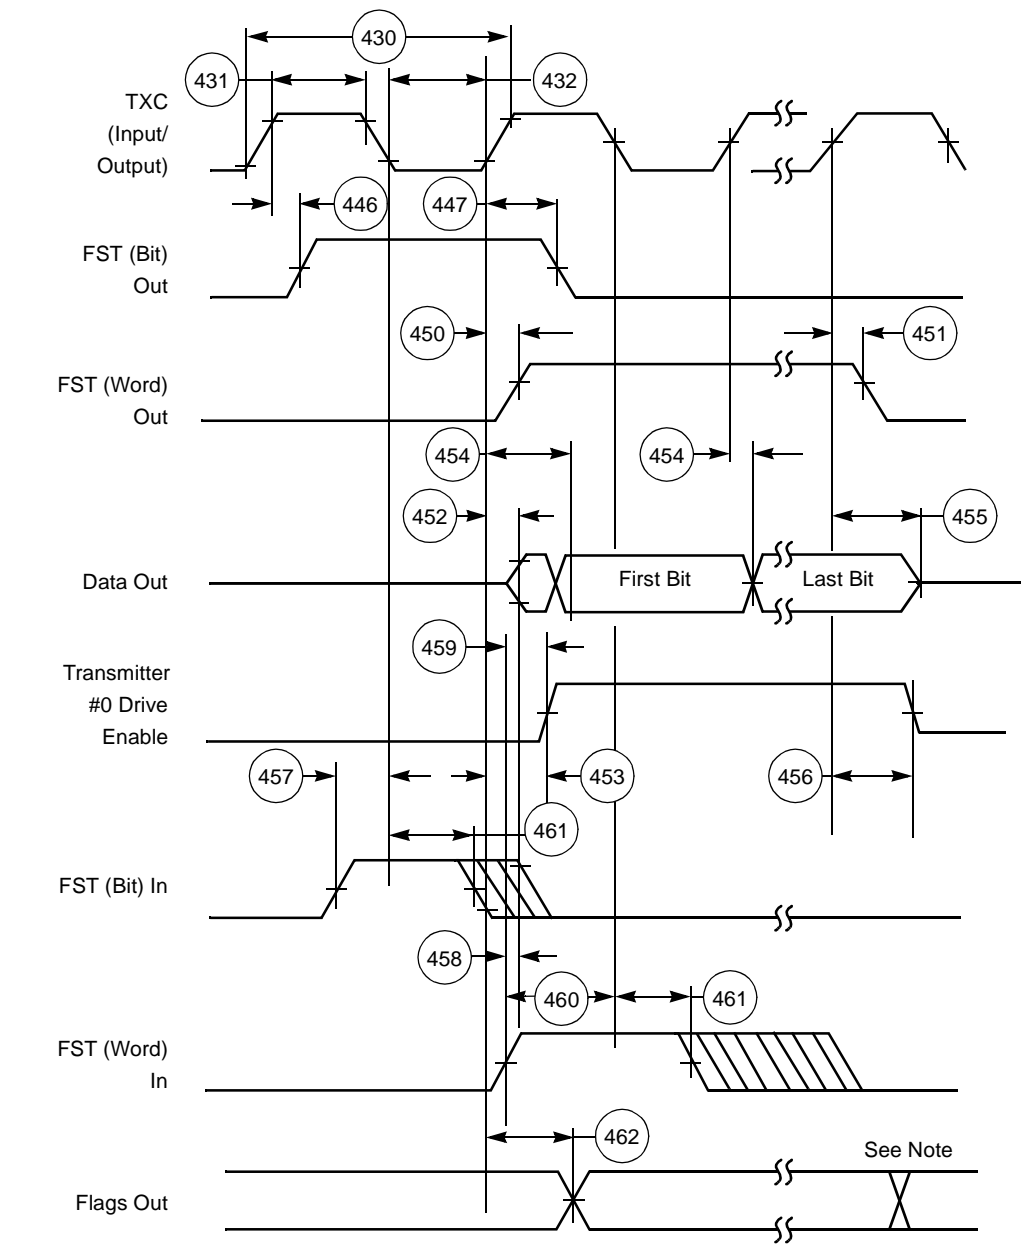 430
431
432
TXC
(Input/
Output)
446
447
FST (Bit)
Out
450
451
FST (Word)
Out
454
454
452
455
Data Out
First Bit
Last Bit
459
Transmitter
#0 Drive
Enable
457
453
456
461
FST (Bit) In
458
460
461
FST (Word)
In
462
See Note
Flags Out